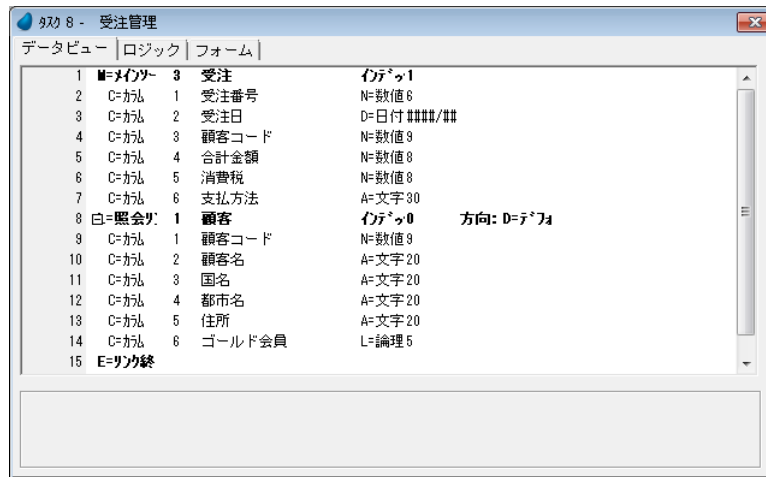 ﾀｽｸ 8 - 受注管理
データビュー ロジック フォーム
1 M=ﾒｲﾝｿｰ 3 受注 ｲﾝﾃﾞｯ1
2 C=ｶﾗﾑ 1 受注番号 N=数値6
3 C=ｶﾗﾑ 2 受注日 D=日付 ####/##
4 C=ｶﾗﾑ 3 顧客コード N=数値9
5 C=ｶﾗﾑ 4 合計金額 N=数値8
6 C=ｶﾗﾑ 5 消費税 N=数値8
7 C=ｶﾗﾑ 6 支払方法 A=文字30
8 =照会ﾘ 1 顧客 ｲﾝﾃﾞｯ0 方向: D=ﾃﾞﾌｫ
9 C=ｶﾗﾑ 1 顧客コード N=数値9
10 C=ｶﾗﾑ 2 顧客名 A=文字20
11 C=ｶﾗﾑ 3 国名 A=文字20
12 C=ｶﾗﾑ 4 都市名 A=文字20
13 C=ｶﾗﾑ 5 住所 A=文字20
14 C=ｶﾗﾑ 6 ゴールド会員 L=論理5
15 E=ﾘﾝｸ終